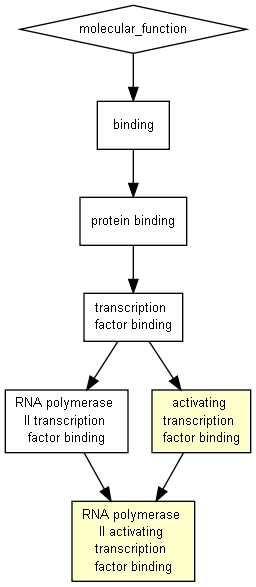 molecular_function
binding
protein binding
transcription
factor binding
RNA polymerase
II transcription
factor binding
activating
transcription
factor binding
RNA polymerase
II activating
transcription
factor binding